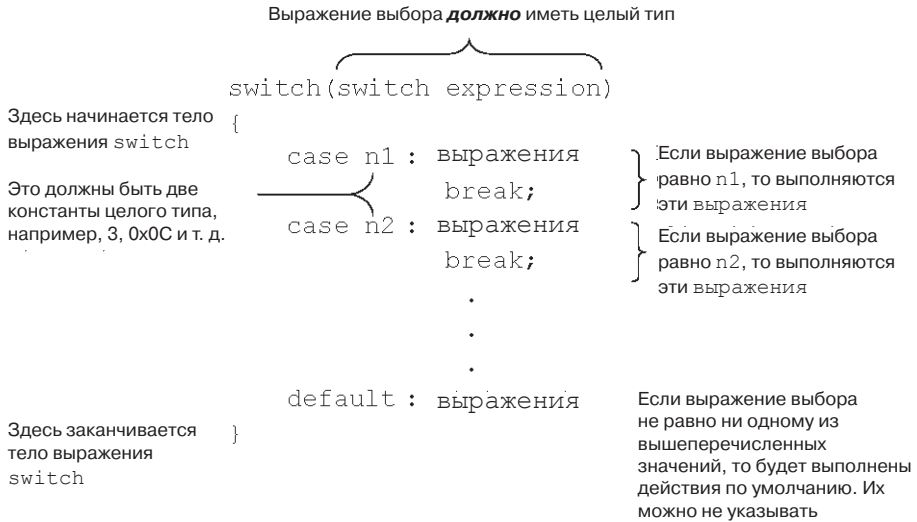 Выражение выбора должно иметь целый тип
switch(switch expression)
Здесь начинается тело
выражения switch
{
case n1 : выражения
break;
Если выражение выбора
равно n1, то выполняются
эти выражения
Это должны быть две
константы целого типа,
например, 3, 0x0C и т. д.
case n2 : выражения
break;
Если выражение выбора
равно n2, то выполняются
эти выражения
.
.
.
default : выражения
Если выражение выбора
не равно ни одному из
вышеперечисленных
значений, то будет выполнены
действия по умолчанию. Их
можно не указывать
Здесь заканчивается
тело выражения
switch
}